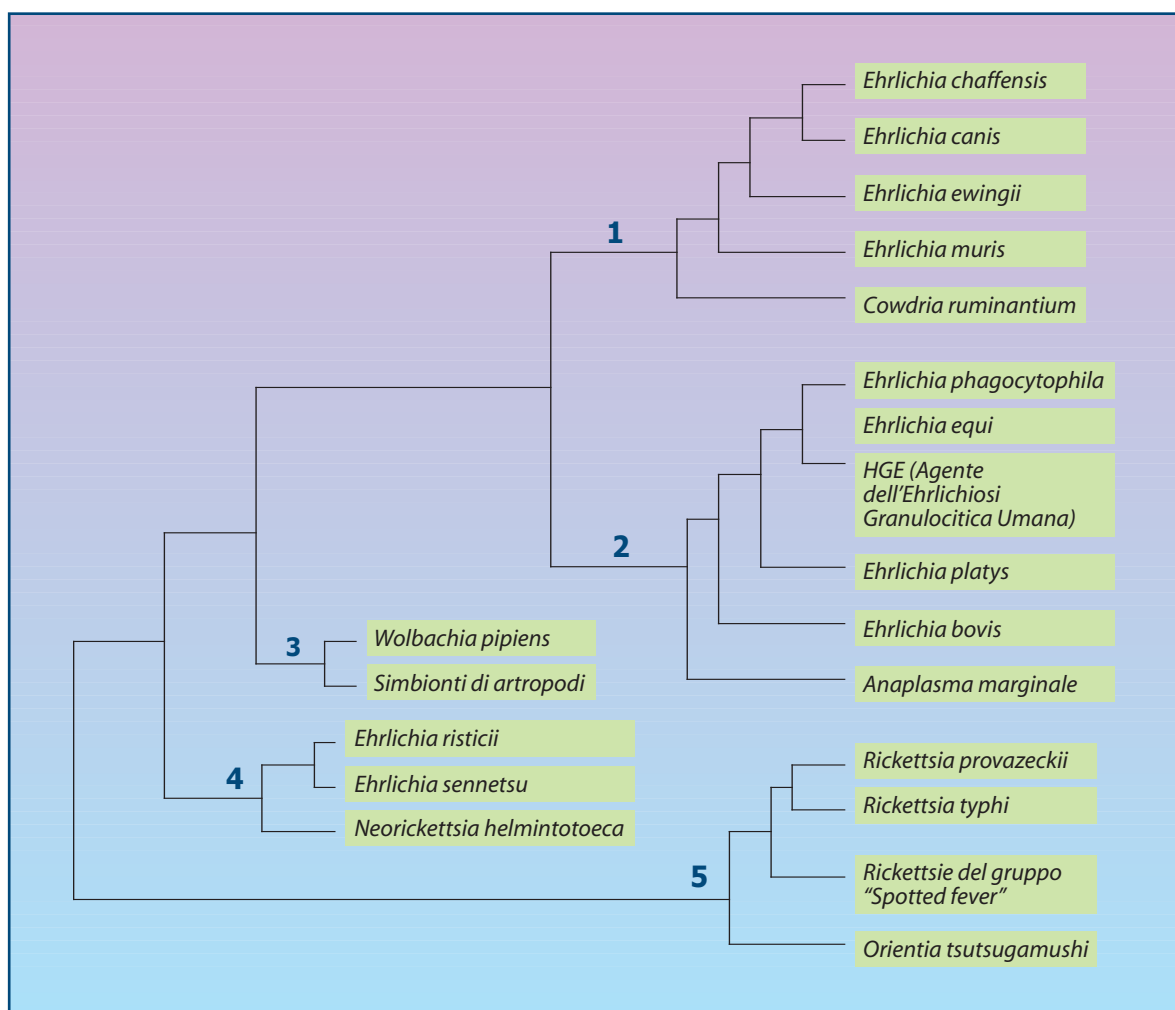 Ehrlichia chaffensis
Ehrlichia canis
Ehrlichia ewingii
1
Ehrlichia muris
Cowdria ruminantium
Ehrlichia phagocytophila
Ehrlichia equi
HGE (Agente
dell'Ehrlichiosi
Granulocitica Umana)
2
Ehrlichia platys
Ehrlichia bovis
Anaplasma marginale
3
Wolbachia pipiens
Simbionti di artropodi
4
Ehrlichia risticii
Ehrlichia sennetsu
Neorickettsia helmintotoeca
5
Rickettsia provazeckii
Rickettsia typhi
Rickettsie del gruppo
“Spotted fever”
Orientia tsutsugamushi